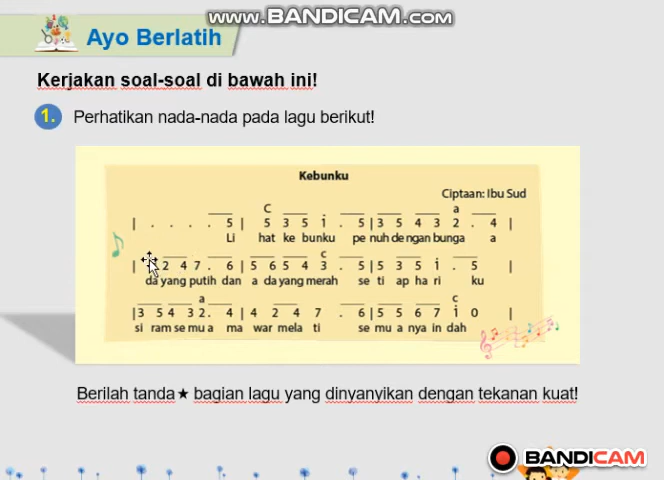 www.BANDICAM.com
Ayo Berlatih
Kerjakan soal-soal di bawah ini!
1. Perhatikan nada-nada pada lagu berikut!
Kebunku
Ciptaan: Ibu Sud
C a
| . . . . 5 | 5 3 5 1 . 5 | 3 5 4 3 2 . 4 |
Li hat ke bunku pe nuh de ngan bunga a
c
| 2 4 7 . 6 | 5 6 5 4 3 . 5 | 5 3 5 1 . 5 |
da yang putih dan a da yang merah se ti ap ha ri ku
a c
| 3 5 4 3 2 . 4 | 4 2 4 7 . 6 | 5 5 6 7 1 0 |
si ram se mu a ma war mela ti se mu a nya in dah
Berilah tanda ★ bagian lagu yang dinyanyikan dengan tekanan kuat!
BANDICAM